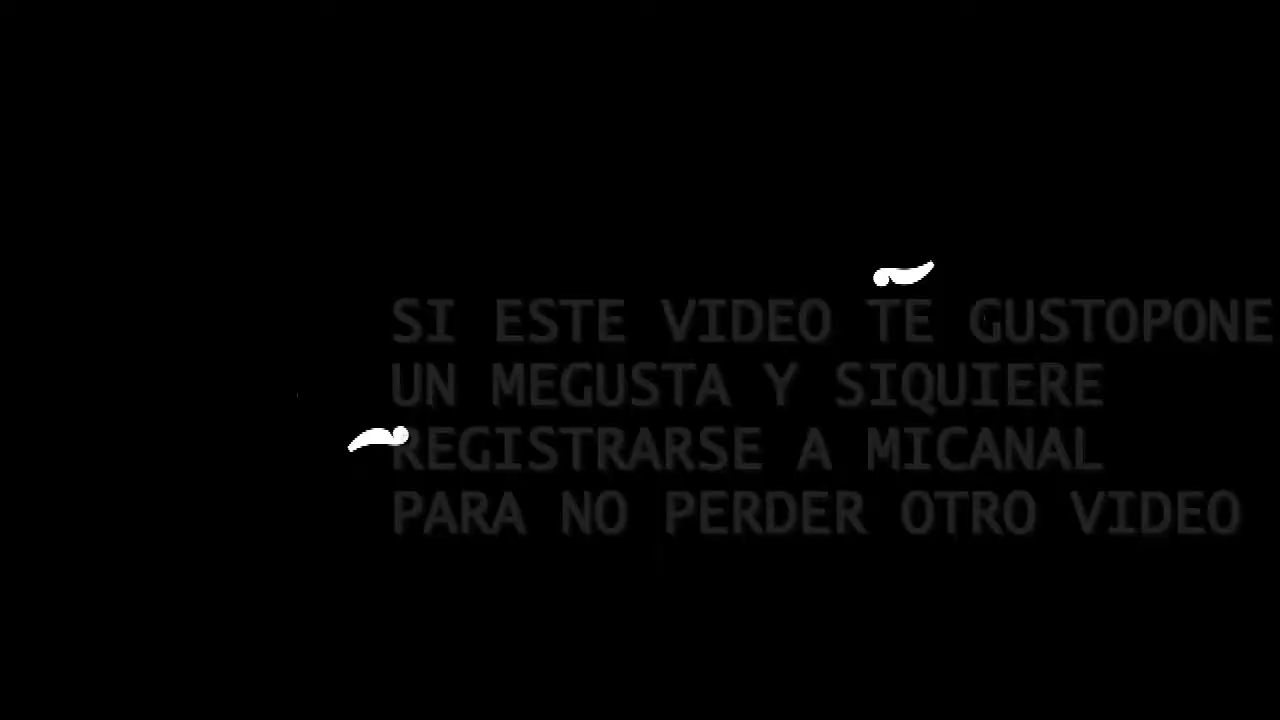 SI ESTE VIDEO TE GUSTOPONE
UN MEGUSTA Y SIQUIERE
REGISTRARSE A MICANAL
PARA NO PERDER OTRO VIDEO